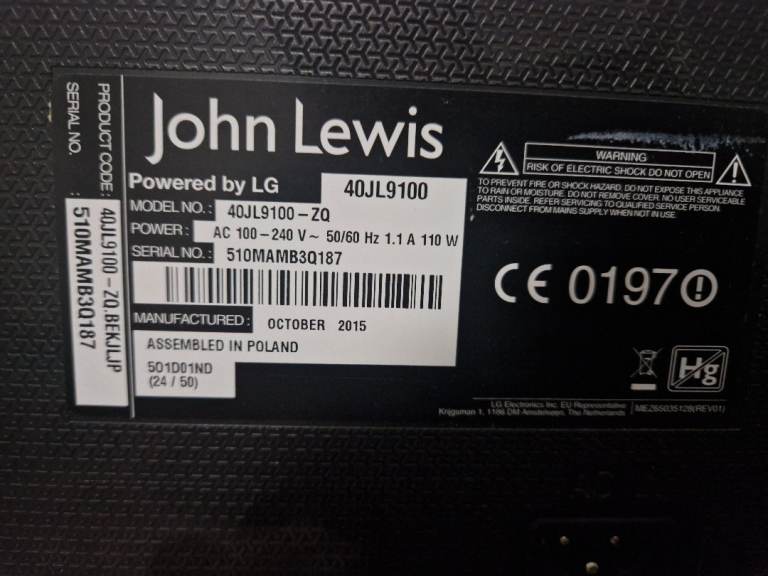 John Lewis
Powered by LG
40JL9100
MODEL NO. : 40JL9100-ZQ
POWER : AC 100-240 V~ 50/60 Hz 1.1 A 110 W
SERIAL NO. : 510MAMB3Q187
MANUFACTURED : OCTOBER 2015
ASSEMBLED IN POLAND
501D01ND
(24 / 50)
PRODUCT CODE : 40JL9100-ZQ.BEKJLJP
SERIAL NO. : 510MAMB3Q187
WARNING
RISK OF ELECTRIC SHOCK DO NOT OPEN
TO PREVENT FIRE OR SHOCK HAZARD. DO NOT EXPOSE THIS APPLIANCE
TO RAIN OR MOISTURE. DO NOT REMOVE COVER. NO USER SERVICEABLE
PARTS INSIDE. REFER SERVICING TO QUALIFIED SERVICE PERSON.
DISCONNECT FROM MAINS SUPPLY WHEN NOT IN USE.
CE 0197
Hg
LG Electronics Inc. EU Representative
Krijgsman 1, 1186 DM Amstelveen, The Netherlands
MEZ65035128(REV01)